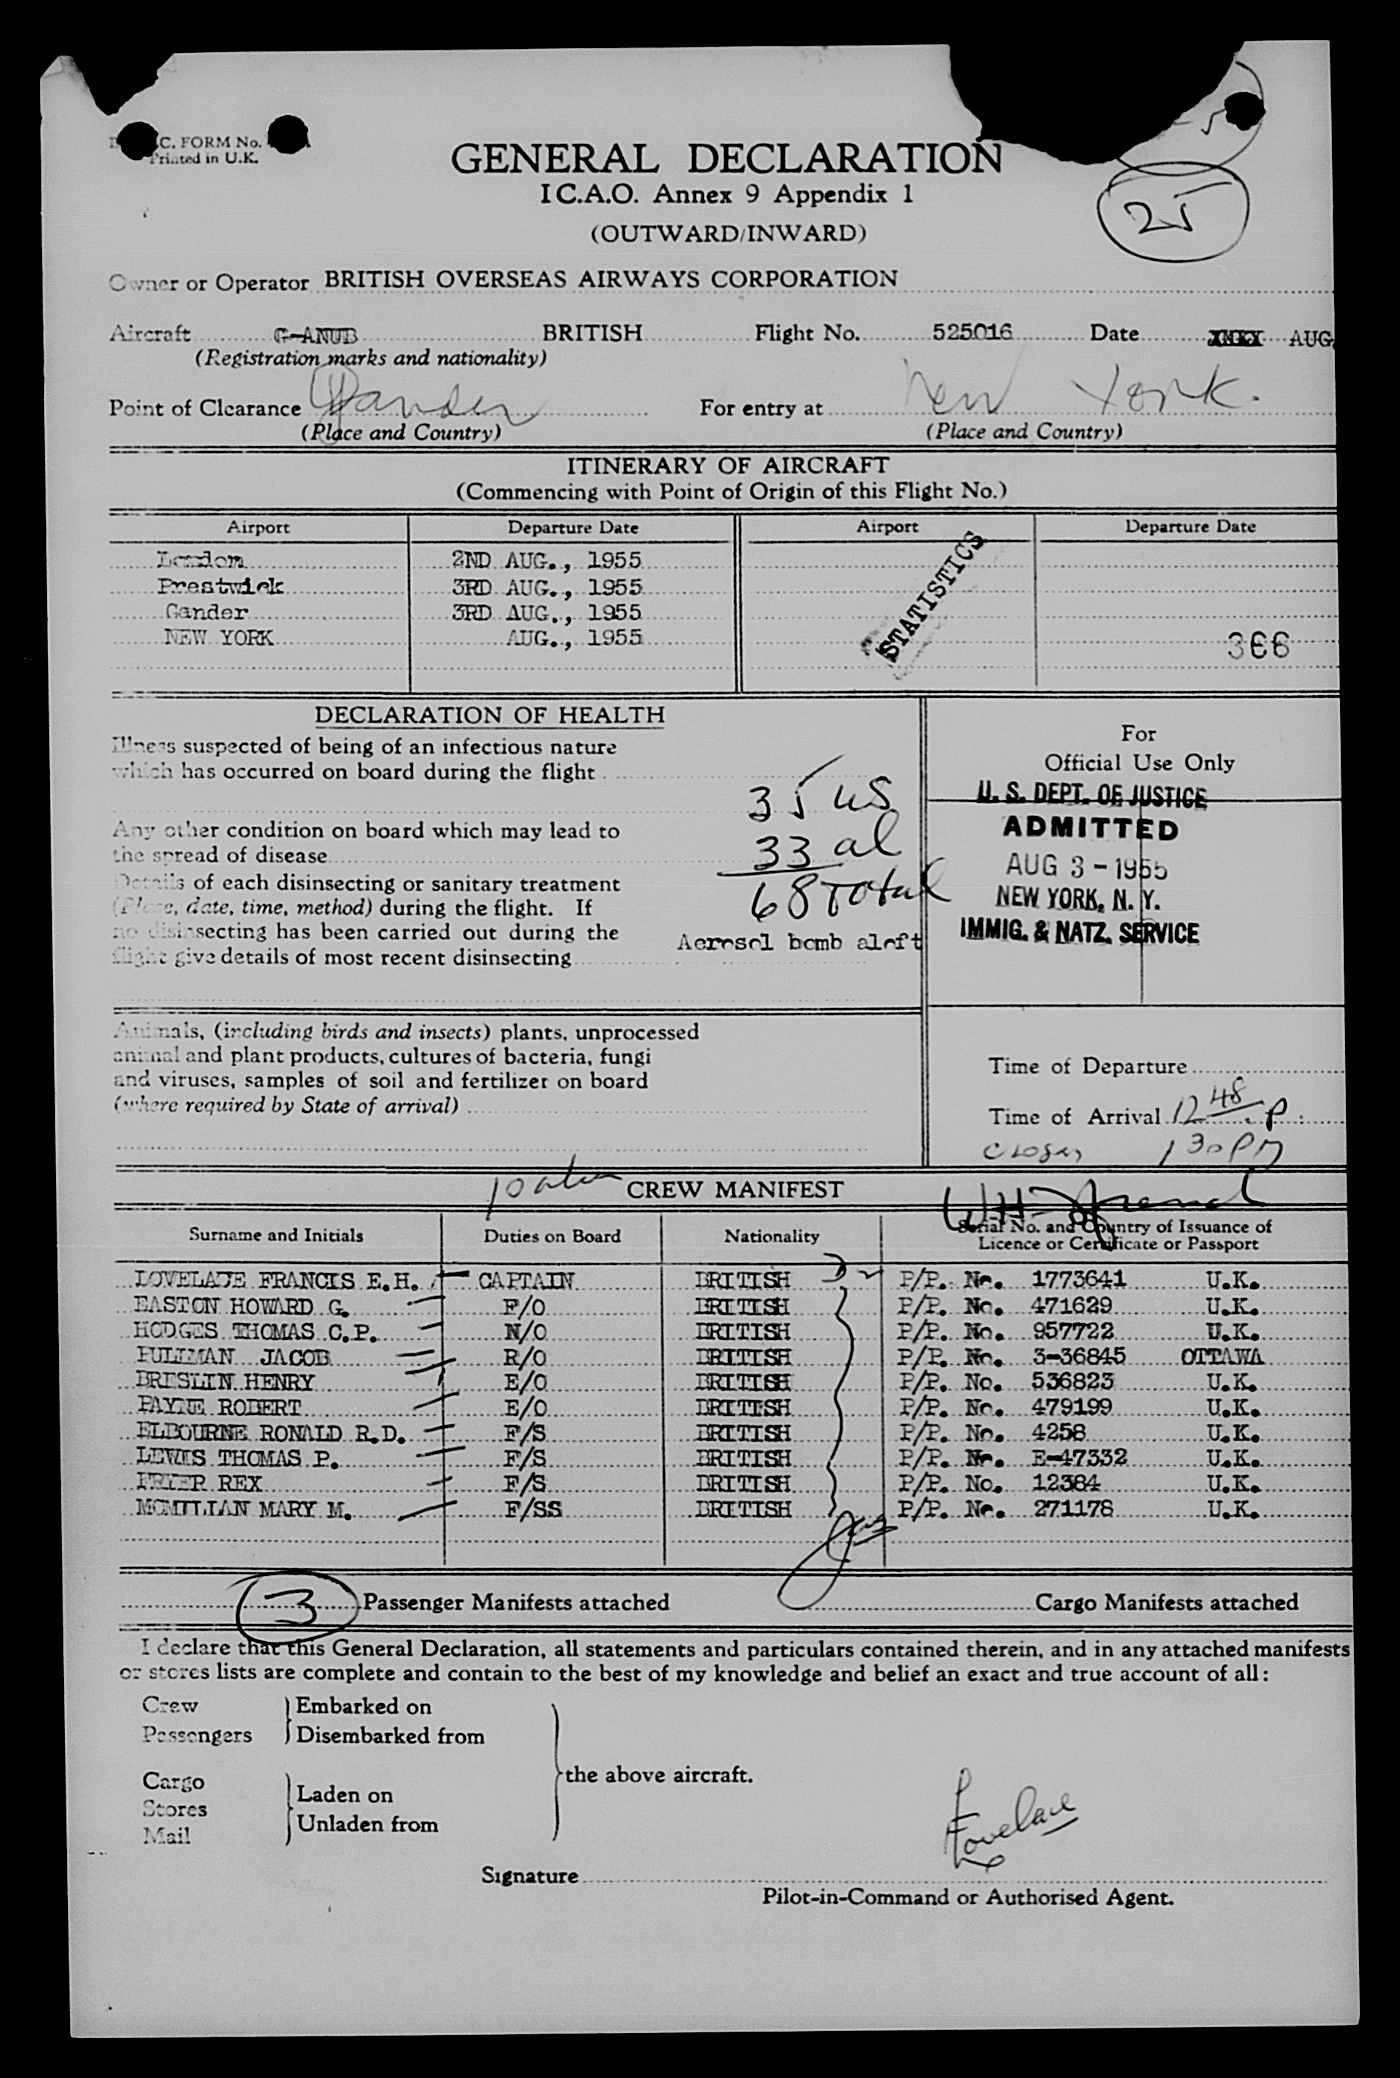 C. FORM No.
Printed in U.K.
5
GENERAL DECLARATION
I C.A.O. Annex 9 Appendix 1
25
(OUTWARD/INWARD)
Owner or Operator BRITISH OVERSEAS AIRWAYS CORPORATION
Aircraft G-ANUB BRITISH Flight No. 525016 Date AUG.
(Registration marks and nationality)
Point of Clearance Gander For entry at New York.
(Place and Country) (Place and Country)
ITINERARY OF AIRCRAFT
(Commencing with Point of Origin of this Flight No.)
Airport Departure Date Airport Departure Date
London 2ND AUG., 1955
Prestwick 3RD AUG., 1955
Gander 3RD AUG., 1955
NEW YORK AUG., 1955
STATISTICS
366
DECLARATION OF HEALTH
Illness suspected of being of an infectious nature
which has occurred on board during the flight
35 US
Any other condition on board which may lead to
the spread of disease
33 al
Details of each disinsecting or sanitary treatment
(Place, date, time, method) during the flight. If
68 Total
no disinsecting has been carried out during the
Aerosol bomb aloft
flight give details of most recent disinsecting
For
Official Use Only
U. S. DEPT. OF JUSTICE
ADMITTED
AUG 3 - 1955
NEW YORK, N. Y.
IMMIG. & NATZ. SERVICE
Animals, (including birds and insects) plants, unprocessed
animal and plant products, cultures of bacteria, fungi
and viruses, samples of soil and fertilizer on board
(where required by State of arrival)
Time of Departure
Time of Arrival 12 48 P.
1 30 PM
CREW MANIFEST
Surname and Initials Duties on Board Nationality Serial No. and Country of Issuance of
Licence or Certificate or Passport
LOVELACE FRANCIS E.H. CAPTAIN BRITISH P/P. No. 1773641 U.K.
EASTON HOWARD G. F/O BRITISH P/P. No. 471629 U.K.
HODGES THOMAS C.P. N/O BRITISH P/P. No. 957722 U.K.
PULLMAN JACOB R/O BRITISH P/P. No. 3-36845 OTTAWA
BRISLIN HENRY E/O BRITISH P/P. No. 536823 U.K.
PAYNE ROBERT E/O BRITISH P/P. No. 479199 U.K.
ELBOURNE RONALD R.D. F/S BRITISH P/P. No. 4258 U.K.
LEWIS THOMAS P. F/S BRITISH P/P. No. E-47332 U.K.
FRYER REX F/S BRITISH P/P. No. 12384 U.K.
MCMILLAN MARY M. F/SS BRITISH P/P. No. 271178 U.K.
3 Passenger Manifests attached Cargo Manifests attached
I declare that this General Declaration, all statements and particulars contained therein, and in any attached manifests
or stores lists are complete and contain to the best of my knowledge and belief an exact and true account of all:
Crew Embarked on
Passengers Disembarked from
the above aircraft.
Cargo Laden on
Stores
Mail Unladen from
Lovelace
Signature
Pilot-in-Command or Authorised Agent.